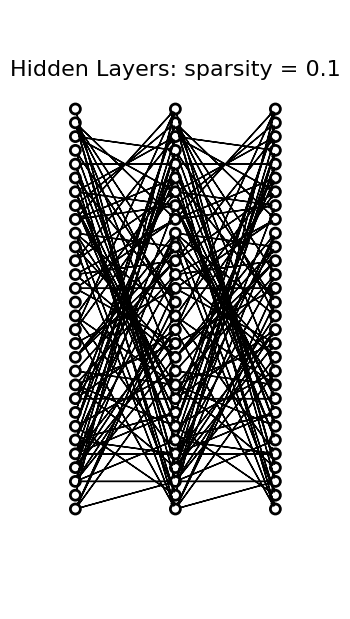 Hidden Layers: sparsity = 0.1